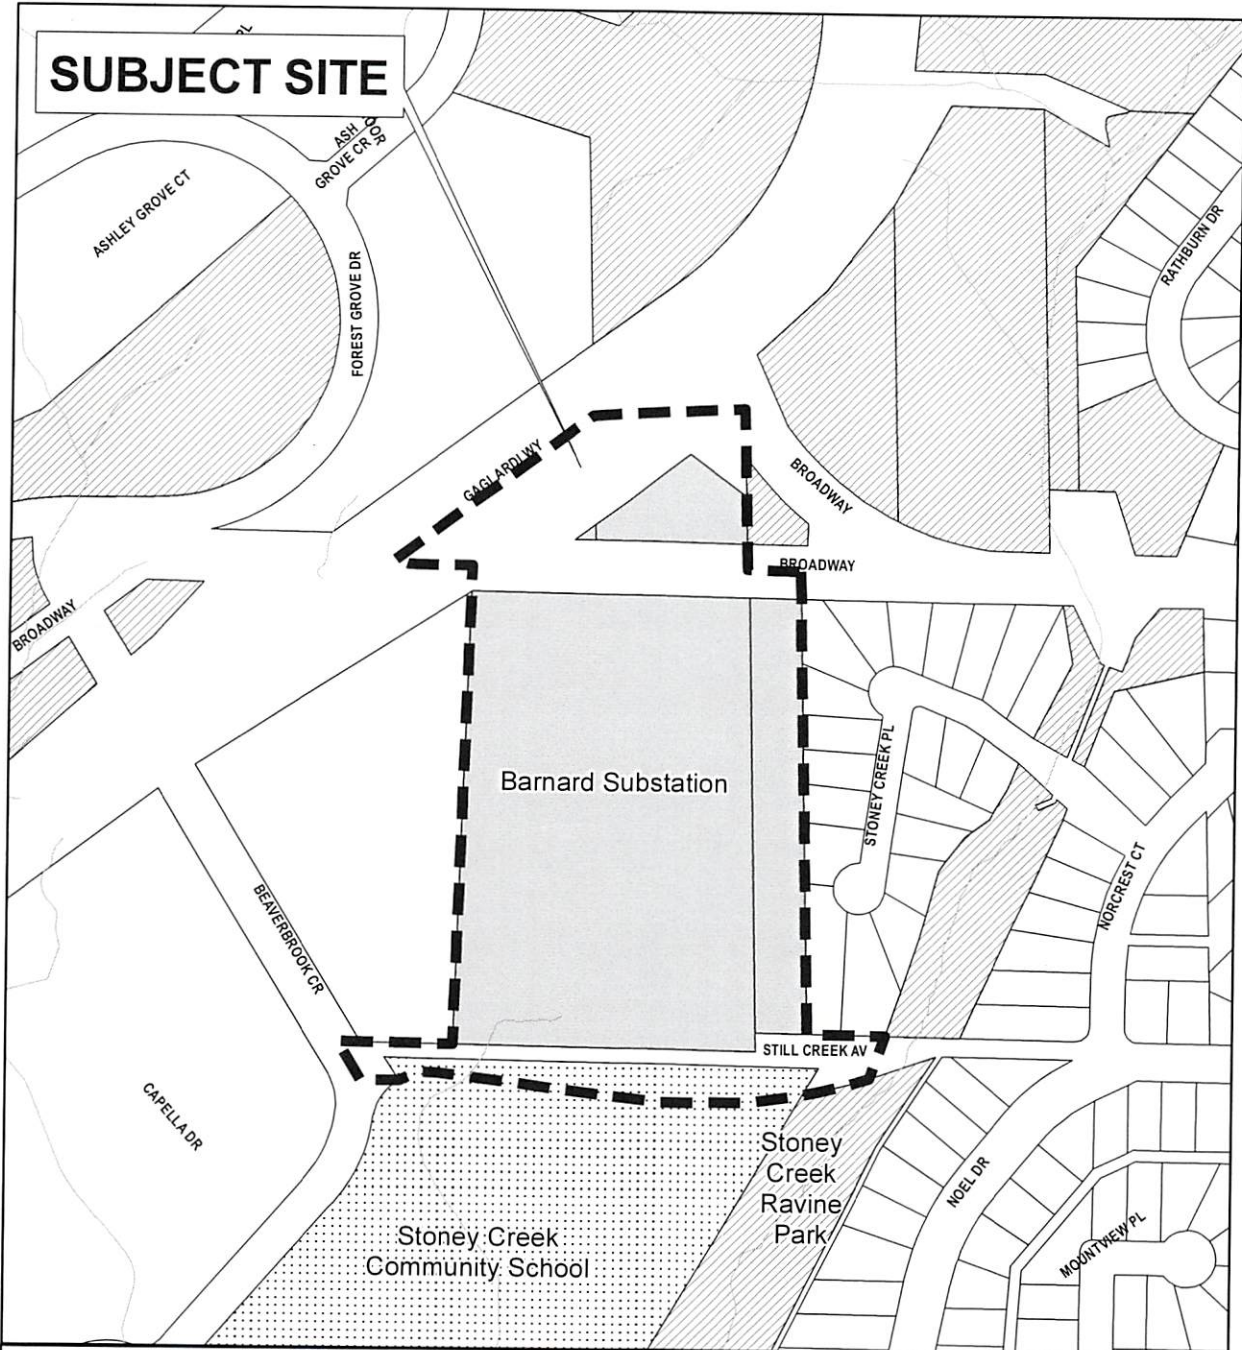 PL
SUBJECT SITE
ASH
GROVE CR
ASHLEY GROVE CT
FOREST GROVE DR
RATHBURN DR
GAGLARDI WY
BROADWAY
BROADWAY
BROADWAY
Barnard Substation
STONEY CREEK PL
NORCREST CT
BEAVERBROOK CR
STILL CREEK AV
CAPELLA DR
Stoney
Creek
Ravine
Park
NOEL DR
MOUNTVIEW PL
Stoney Creek
Community School